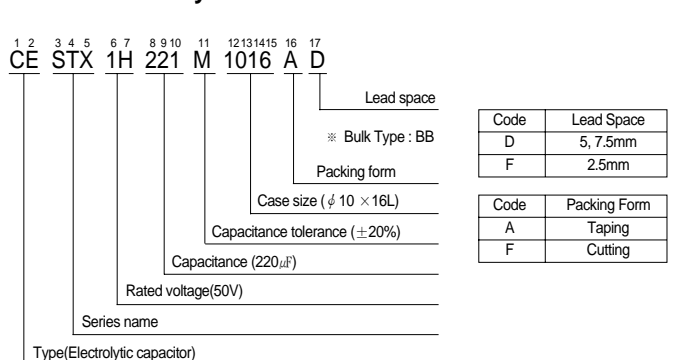 1 2 3 4 5 6 7 8 9 10 11 12 13 14 15 16 17
CE STX 1H 221 M 1016 A D
Lead space
※ Bulk Type : BB
Packing form
Case size (ϕ 10 ×16L)
Capacitance tolerance (±20%)
Capacitance (220㎌)
Rated voltage(50V)
Series name
Type(Electrolytic capacitor)
Code Lead Space
D 5, 7.5mm
F 2.5mm
Code Packing Form
A Taping
F Cutting